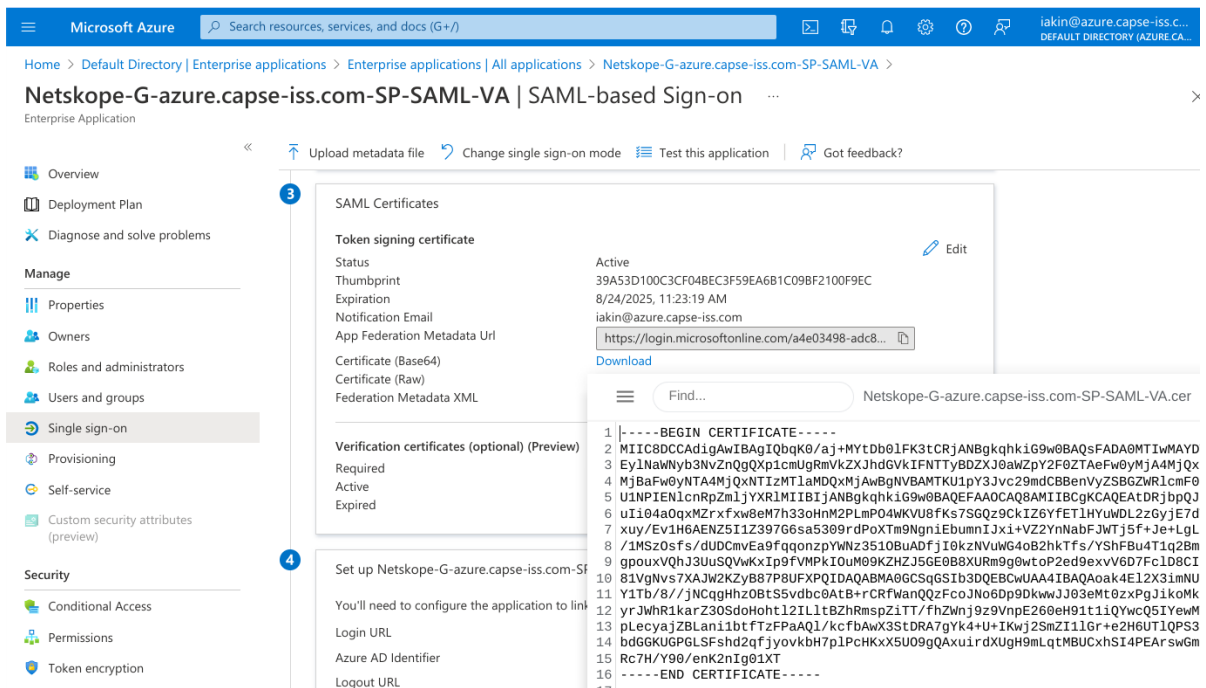 Microsoft Azure
Search resources, services, and docs (G+/)
iakin@azure.capse-iss.c...
DEFAULT DIRECTORY (AZURE.CA...
Home > Default Directory | Enterprise applications > Enterprise applications | All applications > Netskope-G-azure.capse-iss.com-SP-SAML-VA >
Netskope-G-azure.capse-iss.com-SP-SAML-VA | SAML-based Sign-on ...
Enterprise Application
Upload metadata file Change single sign-on mode Test this application Got feedback?
Overview
Deployment Plan
Diagnose and solve problems
Manage
Properties
Owners
Roles and administrators
Users and groups
Single sign-on
Provisioning
Self-service
Custom security attributes
(preview)
Security
Conditional Access
Permissions
Token encryption
3
SAML Certificates
Token signing certificate
Edit
Status Active
Thumbprint 39A53D100C3CF04BEC3F59EA6B1C09BF2100F9EC
Expiration 8/24/2025, 11:23:19 AM
Notification Email iakin@azure.capse-iss.com
App Federation Metadata Url https://login.microsoftonline.com/a4e03498-adc8...
Certificate (Base64) Download
Certificate (Raw)
Federation Metadata XML
Verification certificates (optional) (Preview)
Required
Active
Expired
4
Set up Netskope-G-azure.capse-iss.com-SP
You'll need to configure the application to link
Login URL
Azure AD Identifier
Logout URL
Find... Netskope-G-azure.capse-iss.com-SP-SAML-VA.cer
1 -----BEGIN CERTIFICATE-----
2 MIIC8DCCAdigAwIBAgIQbqK0/aj+MYtDb0lFK3tCRjANBgkqhkiG9w0BAQsFADA0MTIwMAYD
3 EylNaWNyb3NvZnQgQXp1cmUgRmVkZXJhdGVkIFNTTyBDZXJ0aWZpY2F0ZTAeFw0yMjA4MjQx
4 MjBaFw0yNTA4MjQxNTIzMTlaMDQxMjAwBgNVBAMTKU1pY3Jvc29mdCBBenVyZSBGZWRlcmF0
5 U1NPIENlcnRpZmljYXRlMIIBIjANBgkqhkiG9w0BAQEFAAOCAQ8AMIIBCgKCAQEAtDRjbpQJ
6 uIi04aOqxMZrxfxw8eM7h33oHnM2PLmPO4WKVU8fKs7SGQz9CkIZ6YfETlHYuWDL2zGyjE7d
7 xuy/Ev1H6AENZ5I1Z397G6sa5309rdPoXTm9NgniEbumnIJxi+VZ2YnNabFJWTj5f+Je+LgL
8 /1MSzOsfs/dUDCmvEa9fqqonzpYWNz351OBuADfjI0kzNVuWG4oB2hkTfs/YShFBu4T1q2Bm
9 gpouxVQhJ3UuSQVwKxIp9fVMPkIOuM09KZHZJ5GE0B8XURm9g0wtoP2ed9exvV6D7FclD8CI
10 81VgNvs7XAJW2KZyB87P8UFXPQIDAQABMA0GCSqGSIb3DQEBCwUAA4IBAQAoak4El2X3imNU
11 Y1Tb/8//jNCqgHhzOBtS5vdbc0AtB+rCRfWanQQzFcoJNo6Dp9DkwwJJ03eMt0zxPgJikoMk
12 yrJWhR1karZ3OSdoHohtl2ILltBZhRmspZiTT/fhZWnj9z9VnpE260eH91t1iQYwcQ5IYewM
13 pLecyajZBLani1btfTzFPaAQl/kcfbAwX3StDRA7gYk4+U+IKwj2SmZI1lGr+e2H6UTlQPS3
14 bdGGKUGPGLSFshd2qfjyovkbH7plPcHKxX5UO9gQAxuirdXUgH9mLqtMBUCxhSI4PEArswGm
15 Rc7H/Y90/enK2nIg01XT
16 -----END CERTIFICATE-----